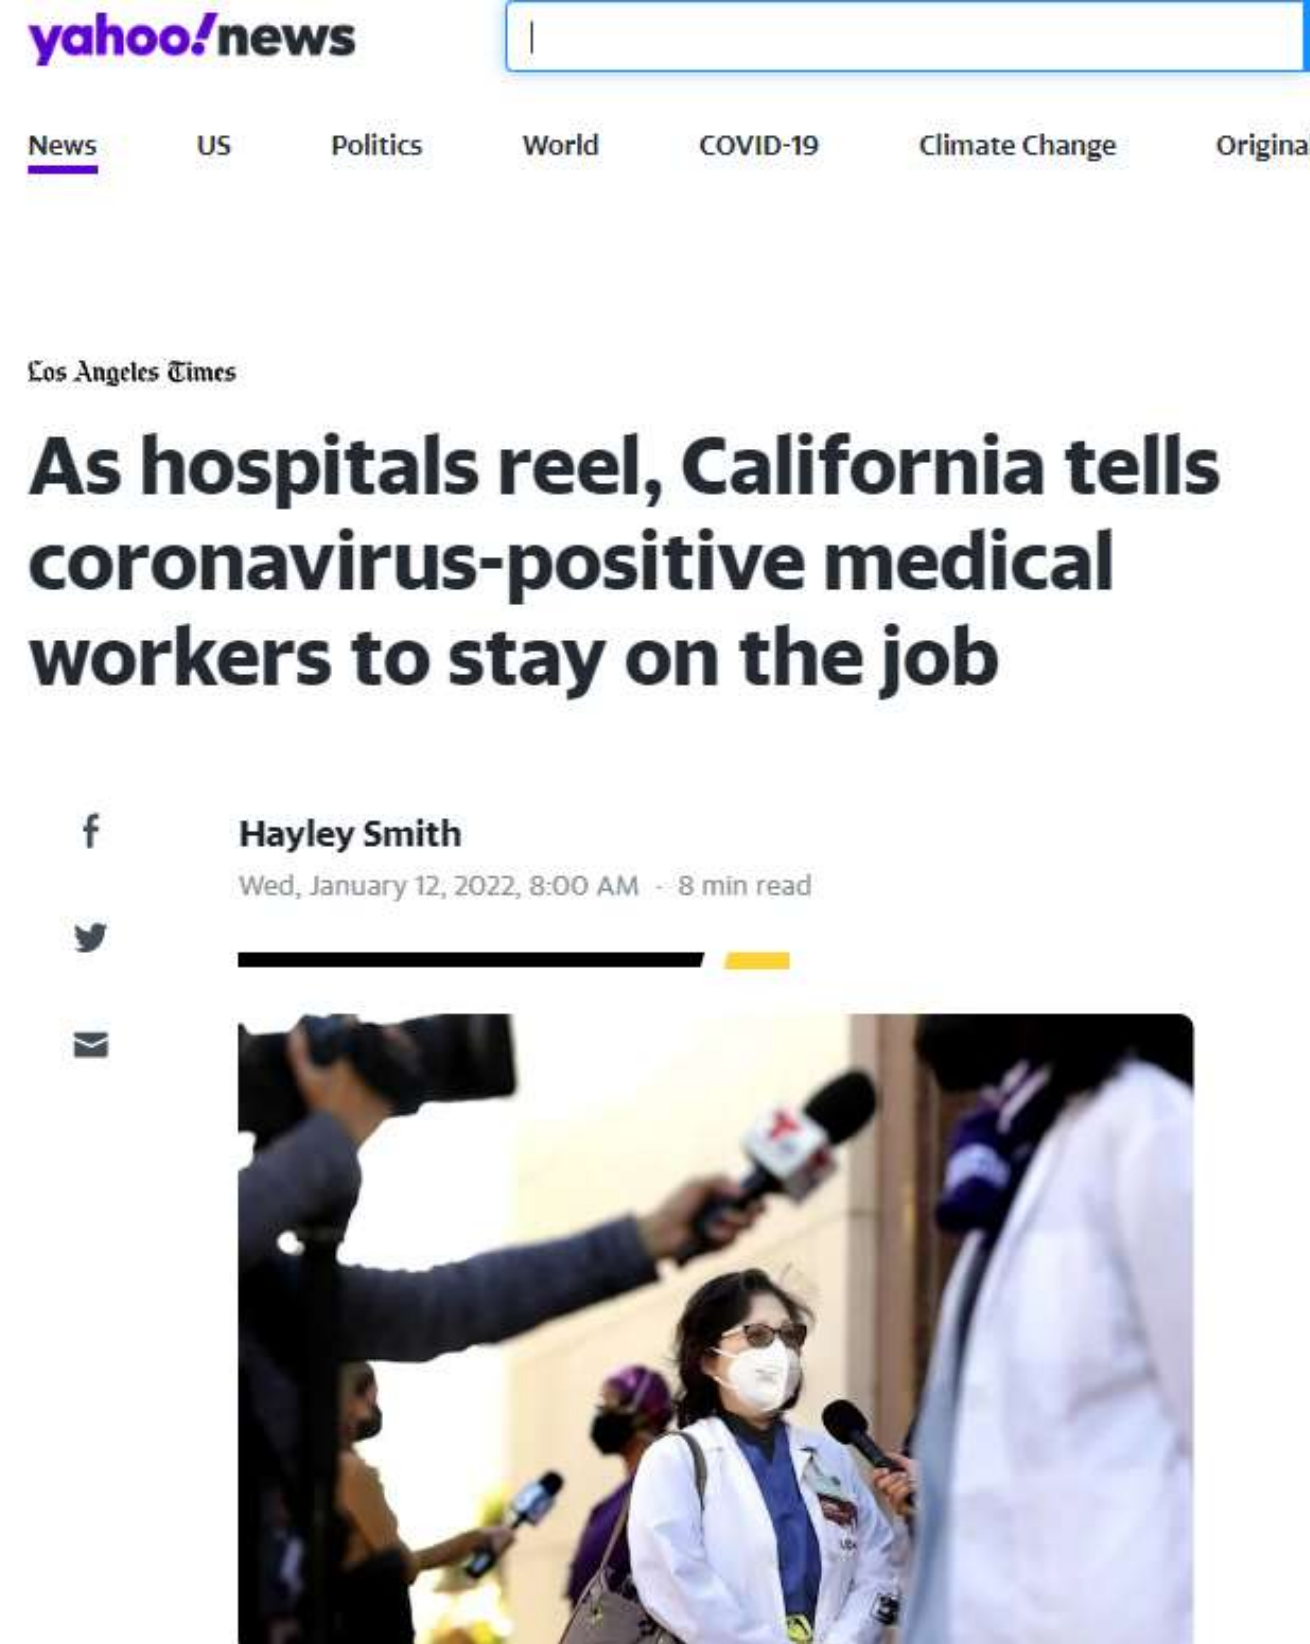 yahoo!news
News US Politics World COVID-19 Climate Change Origina
Los Angeles Times
As hospitals reel, California tells
coronavirus-positive medical
workers to stay on the job
Hayley Smith
Wed, January 12, 2022, 8:00 AM · 8 min read